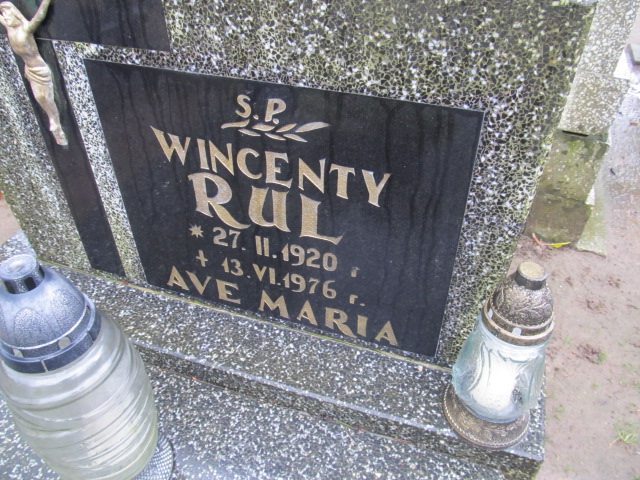 S.P.
WINCENTY
RUL
* 27. II. 1920 r
+ 13. VI. 1976 r.
AVE MARIA